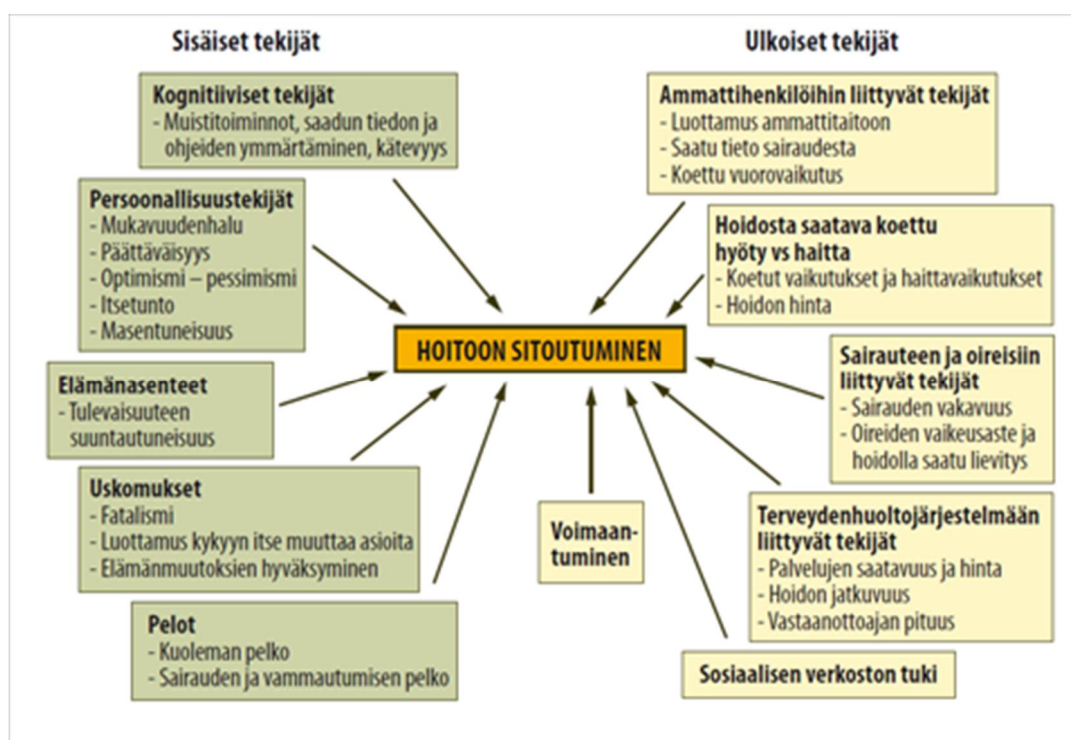 Sisäiset tekijät
Kognitiiviset tekijät
- Muistitoiminnot, saadun tiedon ja
ohjeiden ymmärtäminen, kätevyys
Persoonallisuustekijät
- Mukavuudenhalu
- Päättäväisyys
- Optimismi – pessimismi
- Itsetunto
- Masentuneisuus
Elämänasenteet
- Tulevaisuuteen
suuntautuneisuus
Uskomukset
- Fatalismi
- Luottamus kykyyn itse muuttaa asioita
- Elämänmuutoksien hyväksyminen
Pelot
- Kuoleman pelko
- Sairauden ja vammautumisen pelko
HOITOON SITOUTUMINEN
Voimaan-
tuminen
Ulkoiset tekijät
Ammattihenkilöihin liittyvät tekijät
- Luottamus ammattitaitoon
- Saatu tieto sairaudesta
- Koettu vuorovaikutus
Hoidosta saatava koettu
hyöty vs haitta
- Koetut vaikutukset ja haittavaikutukset
- Hoidon hinta
Sairauteen ja oireisiin
liittyvät tekijät
- Sairauden vakavuus
- Oireiden vaikeusaste ja
hoidolla saatu lievitys
Terveydenhuoltojärjestelmään
liittyvät tekijät
- Palvelujen saatavuus ja hinta
- Hoidon jatkuvuus
- Vastaanottoajan pituus
Sosiaalisen verkoston tuki